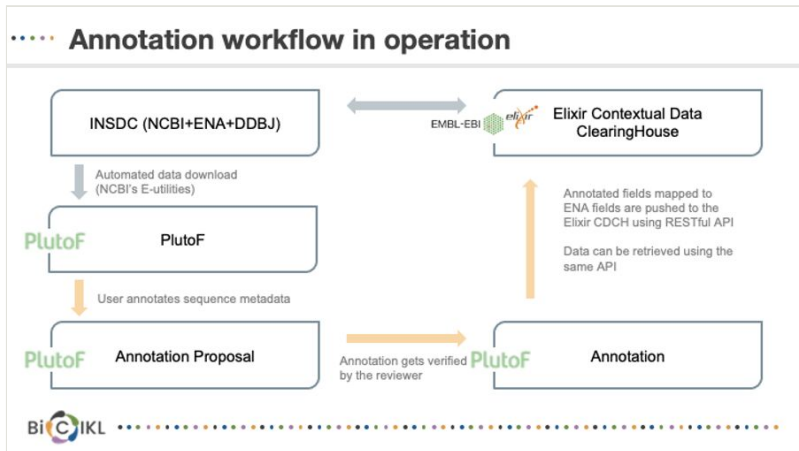 Annotation workflow in operation
INSDC (NCBI+ENA+DDBJ)
EMBL-EBI
elixir
Elixir Contextual Data
ClearingHouse
Automated data download
(NCBI's E-utilities)
PlutoF
PlutoF
User annotates sequence metadata
PlutoF
Annotation Proposal
Annotation gets verified
by the reviewer
PlutoF
Annotation
Annotated fields mapped to
ENA fields are pushed to the
Elixir CDCH using RESTful API
Data can be retrieved using the
same API
BiCIKL